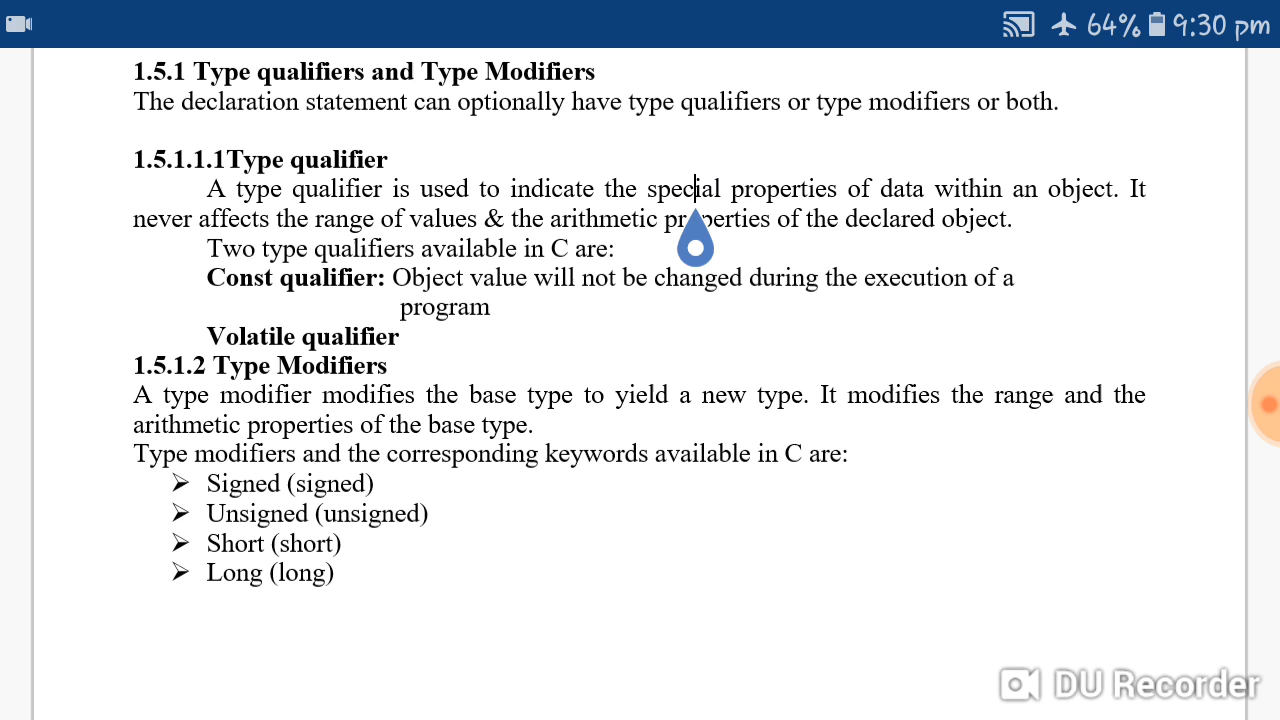 64% 9:30 pm
1.5.1 Type qualifiers and Type Modifiers
The declaration statement can optionally have type qualifiers or type modifiers or both.
1.5.1.1.1Type qualifier
A type qualifier is used to indicate the special properties of data within an object. It
never affects the range of values & the arithmetic properties of the declared object.
Two type qualifiers available in C are:
Const qualifier: Object value will not be changed during the execution of a
program
Volatile qualifier
1.5.1.2 Type Modifiers
A type modifier modifies the base type to yield a new type. It modifies the range and the
arithmetic properties of the base type.
Type modifiers and the corresponding keywords available in C are:
➢ Signed (signed)
➢ Unsigned (unsigned)
➢ Short (short)
➢ Long (long)
DU Recorder